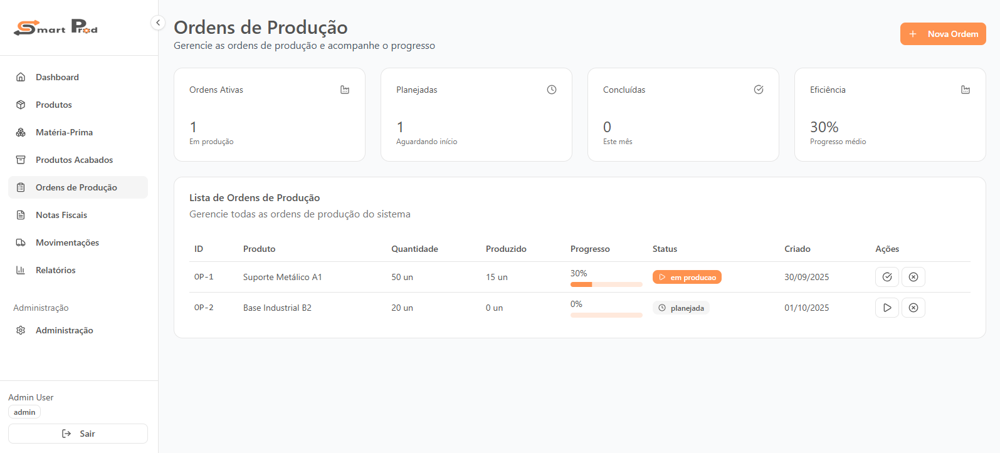 Smart Prod
Ordens de Produção
Gerencie as ordens de produção e acompanhe o progresso
Nova Ordem
Dashboard
Produtos
Matéria-Prima
Produtos Acabados
Ordens de Produção
Notas Fiscais
Movimentações
Relatórios
Administração
Administração
Admin User
admin
Sair
Ordens Ativas
1
Em produção
Planejadas
1
Aguardando início
Concluídas
0
Este mês
Eficiência
30%
Progresso médio
Lista de Ordens de Produção
Gerencie todas as ordens de produção do sistema
ID Produto Quantidade Produzido Progresso Status Criado Ações
OP-1 Suporte Metálico A1 50 un 15 un 30% em producao 30/09/2025
OP-2 Base Industrial B2 20 un 0 un 0% planejada 01/10/2025